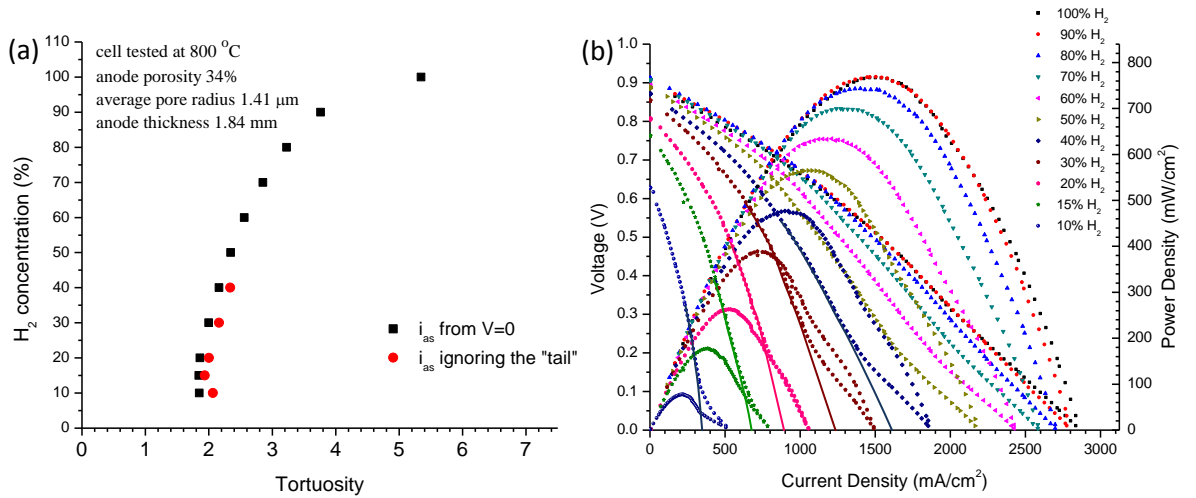 (a)
cell tested at 800 °C
anode porosity 34%
average pore radius 1.41 μm
anode thickness 1.84 mm
H₂ concentration (%)
110
100
90
80
70
60
50
40
30
20
10
0
i_as from V=0
i_as ignoring the "tail"
0 1 2 3 4 5 6 7
Tortuosity
(b)
100% H₂
90% H₂
80% H₂
70% H₂
60% H₂
50% H₂
40% H₂
30% H₂
20% H₂
15% H₂
10% H₂
Voltage (V)
1.0
0.9
0.8
0.7
0.6
0.5
0.4
0.3
0.2
0.1
0.0
Power Density (mW/cm²)
800
700
600
500
400
300
200
100
0
0 500 1000 1500 2000 2500 3000
Current Density (mA/cm²)